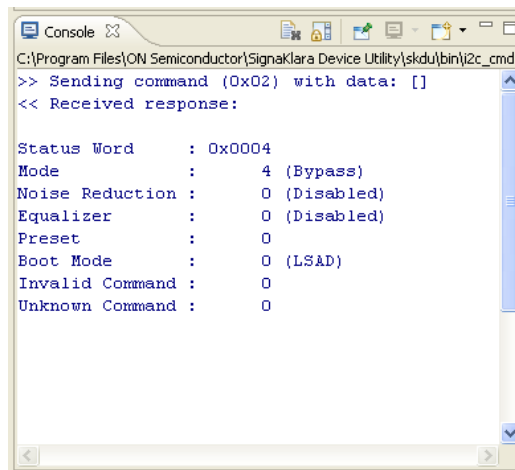 Console
C:\Program Files\ON Semiconductor\SignaKlara Device Utility\skdu\bin\i2c_cmd
>> Sending command (0x02) with data: []
<< Received response:
Status Word : 0x0004
Mode : 4 (Bypass)
Noise Reduction : 0 (Disabled)
Equalizer : 0 (Disabled)
Preset : 0
Boot Mode : 0 (LSAD)
Invalid Command : 0
Unknown Command : 0